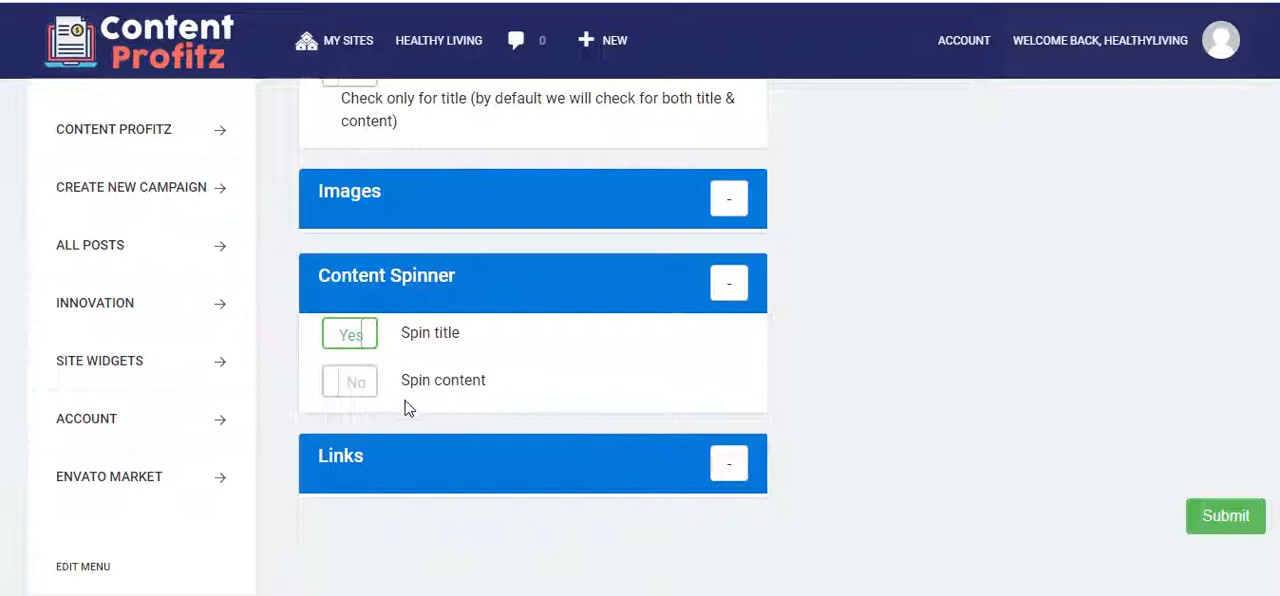 Content
Profitz
MY SITES HEALTHY LIVING 0 NEW ACCOUNT WELCOME BACK, HEALTHYLIVING
CONTENT PROFITZ
CREATE NEW CAMPAIGN
ALL POSTS
INNOVATION
SITE WIDGETS
ACCOUNT
ENVATO MARKET
EDIT MENU
Check only for title (by default we will check for both title &
content)
Images -
Content Spinner -
Yes Spin title
No Spin content
Links -
Submit